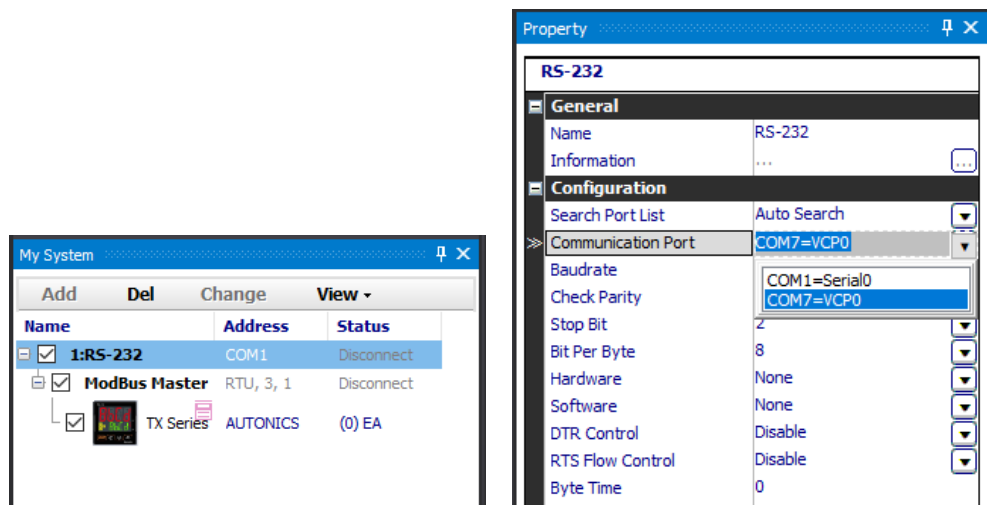 My System
Add Del Change View
Name Address Status
1:RS-232 COM1 Disconnect
ModBus Master RTU, 3, 1 Disconnect
TX Series AUTONICS (0) EA
Property
RS-232
General
Name RS-232
Information ... ...
Configuration
Search Port List Auto Search
Communication Port COM7=VCP0
Baudrate
COM1=Serial0
Check Parity COM7=VCP0
Stop Bit 2
Bit Per Byte 8
Hardware None
Software None
DTR Control Disable
RTS Flow Control Disable
Byte Time 0